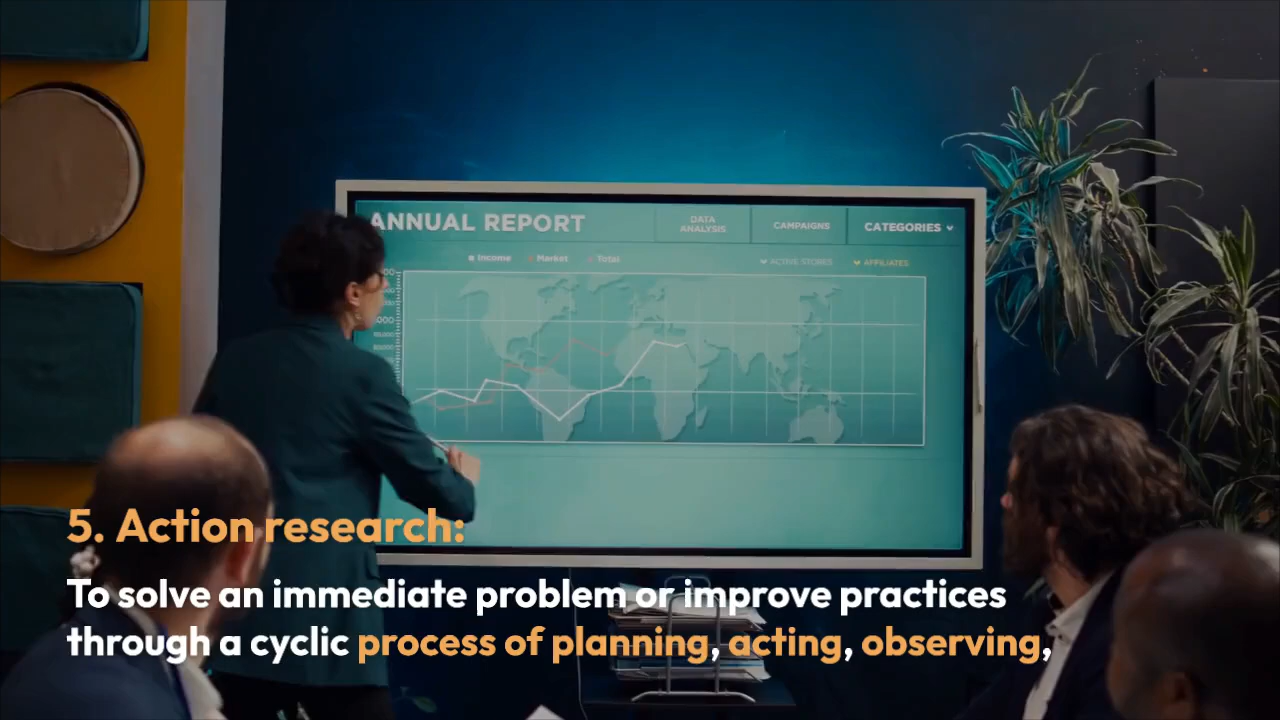 ANNUAL REPORT
DATA
ANALYSIS
CAMPAIGNS
CATEGORIES
Income Market Total
ACTIVE STORES
AFFILIATES
5. Action research:
To solve an immediate problem or improve practices
through a cyclic process of planning, acting, observing,